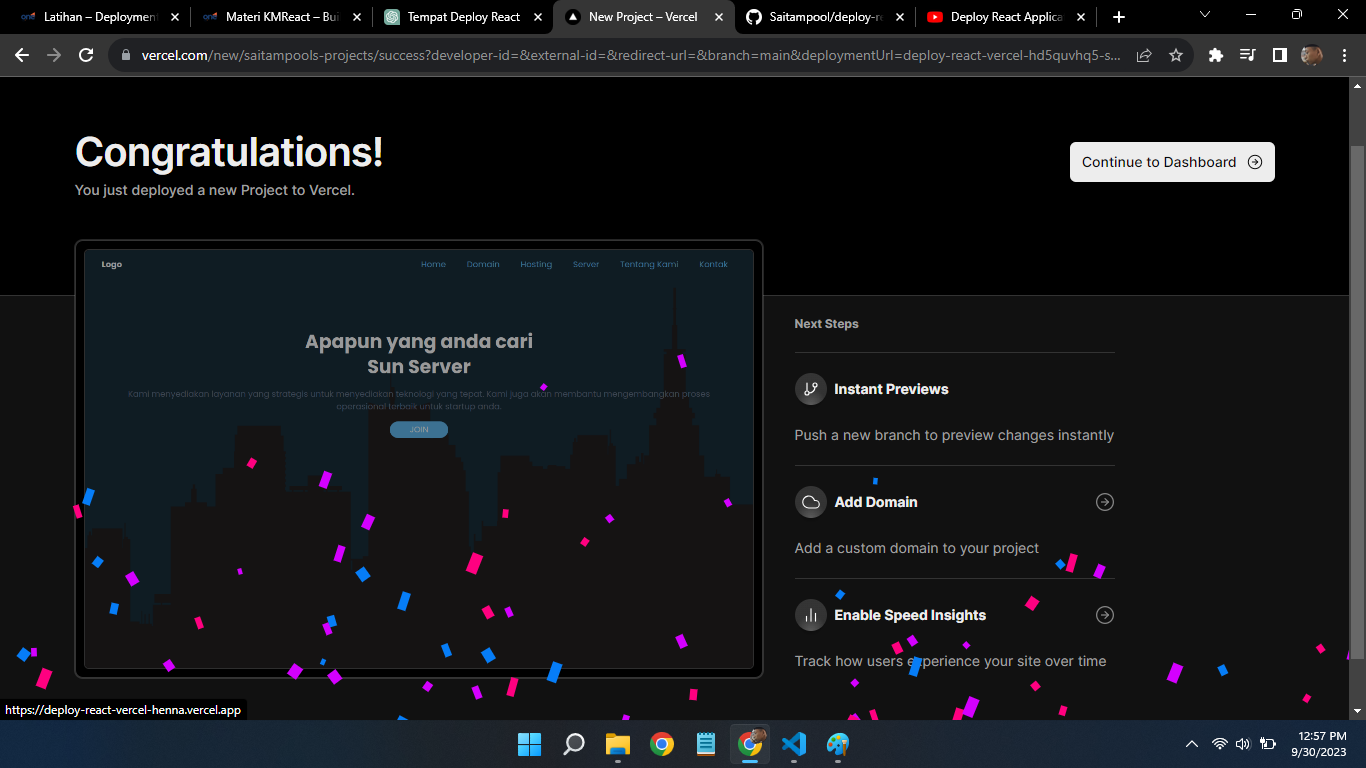 Latihan – Deploymen
Materi KMReact – Bui
Tempat Deploy React
New Project – Vercel
Saitampool/deploy-re
Deploy React Applica
vercel.com/new/saitampools-projects/success?developer-id=&external-id=&redirect-url=&branch=main&deploymentUrl=deploy-react-vercel-hd5quvhq5-s...
Congratulations!
You just deployed a new Project to Vercel.
Continue to Dashboard
Logo
Home
Domain
Hosting
Server
Tentang Kami
Kontak
Apapun yang anda cari
Sun Server
Kami menyediakan layanan yang strategis untuk menyediakan teknologi yang tepat. Kami juga akan membantu mengembangkan proses
operasional terbaik untuk startup anda.
JOIN
Next Steps
Instant Previews
Push a new branch to preview changes instantly
Add Domain
Add a custom domain to your project
Enable Speed Insights
Track how users experience your site over time
https://deploy-react-vercel-henna.vercel.app
12:57 PM
9/30/2023